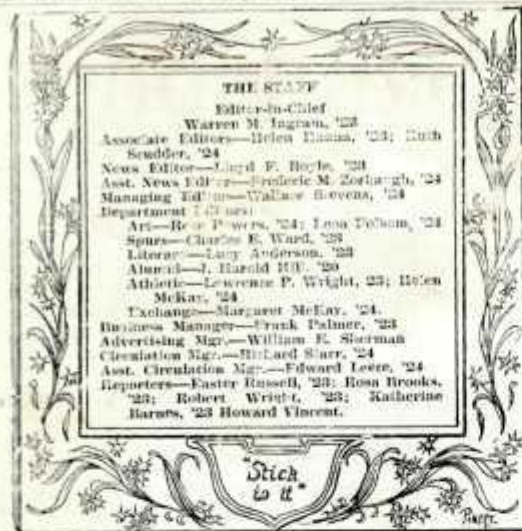 THE STAFF
Editor-in-Chief
Warren M. Ingram, '23
Associate Editors—Helen Hanna, '23; Ruth
Scudder, '24
News Editor—Lloyd F. Boyle, '23
Asst. News Editor—Frederic M. Zorbaugh, '24
Managing Editors—Wallace Stevens, '24
Department Editors:
Art—Rose Powers, '24; Lena Pelham, '24
Spurs—Charles E. Ward, '23
Literary—Lucy Anderson, '23
Alumni—J. Harold Hill, '20
Athletic—Lawrence P. Wright, 23; Helen
McKay, '24
Exchange—Margaret McKay, '24.
Business Manager—Frank Palmer, '23
Advertising Mgr.—William E. Sherman
Circulation Mgr.—Richard Starr, '24
Asst. Circulation Mgr.—Edward Leere, '24
Reporters—Easter Russell, '23; Rosa Brooks,
'23; Robert Wright, '23; Katherine
Barnes, '23 Howard Vincent.
"Stick
to it"